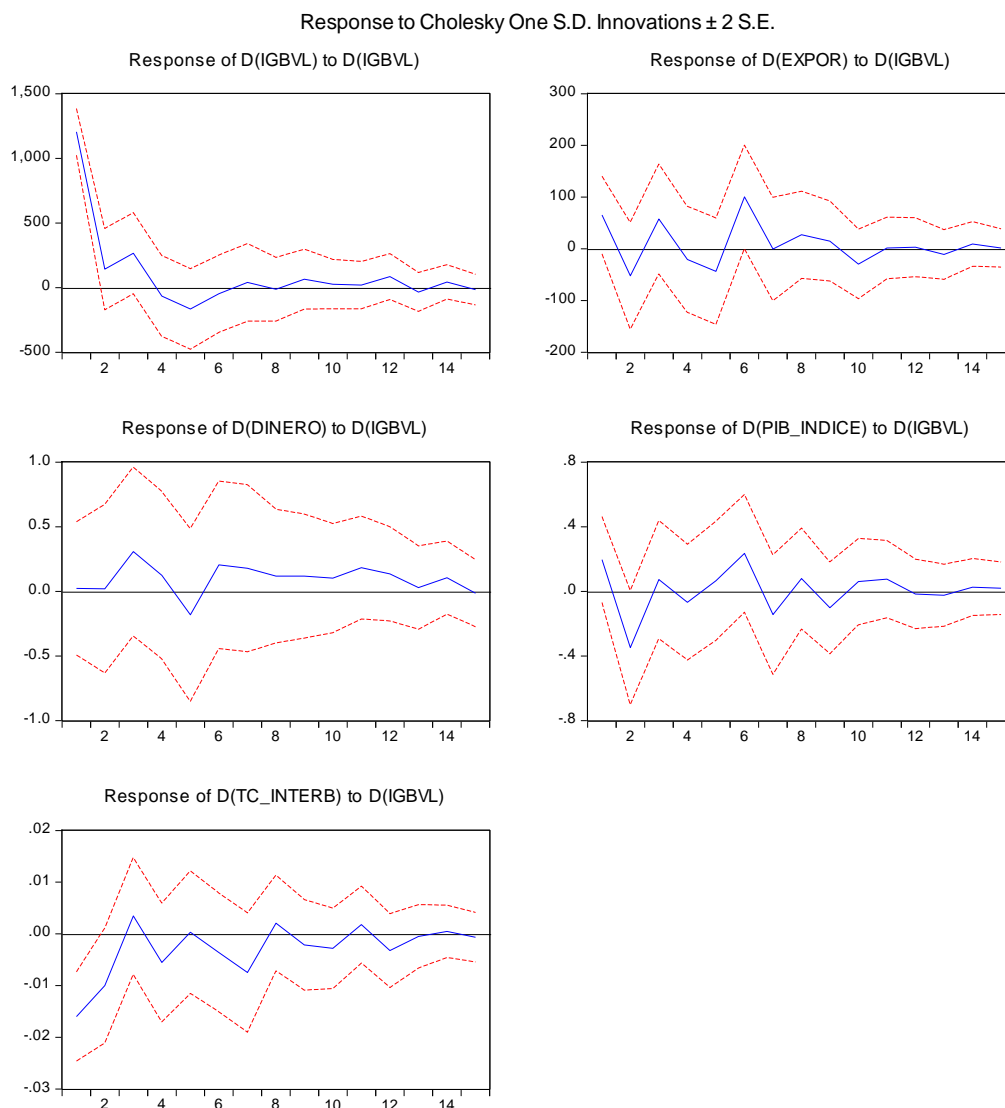 Response to Cholesky One S.D. Innovations ± 2 S.E.
Response of D(IGBVL) to D(IGBVL)
1,500
1,000
500
0
-500
2 4 6 8 10 12 14
Response of D(EXPOR) to D(IGBVL)
300
200
100
0
-100
-200
2 4 6 8 10 12 14
Response of D(DINERO) to D(IGBVL)
1.0
0.5
0.0
-0.5
-1.0
2 4 6 8 10 12 14
Response of D(PIB_INDICE) to D(IGBVL)
.8
.4
.0
-.4
-.8
2 4 6 8 10 12 14
Response of D(TC_INTERB) to D(IGBVL)
.02
.01
.00
-.01
-.02
-.03
2 4 6 8 10 12 14